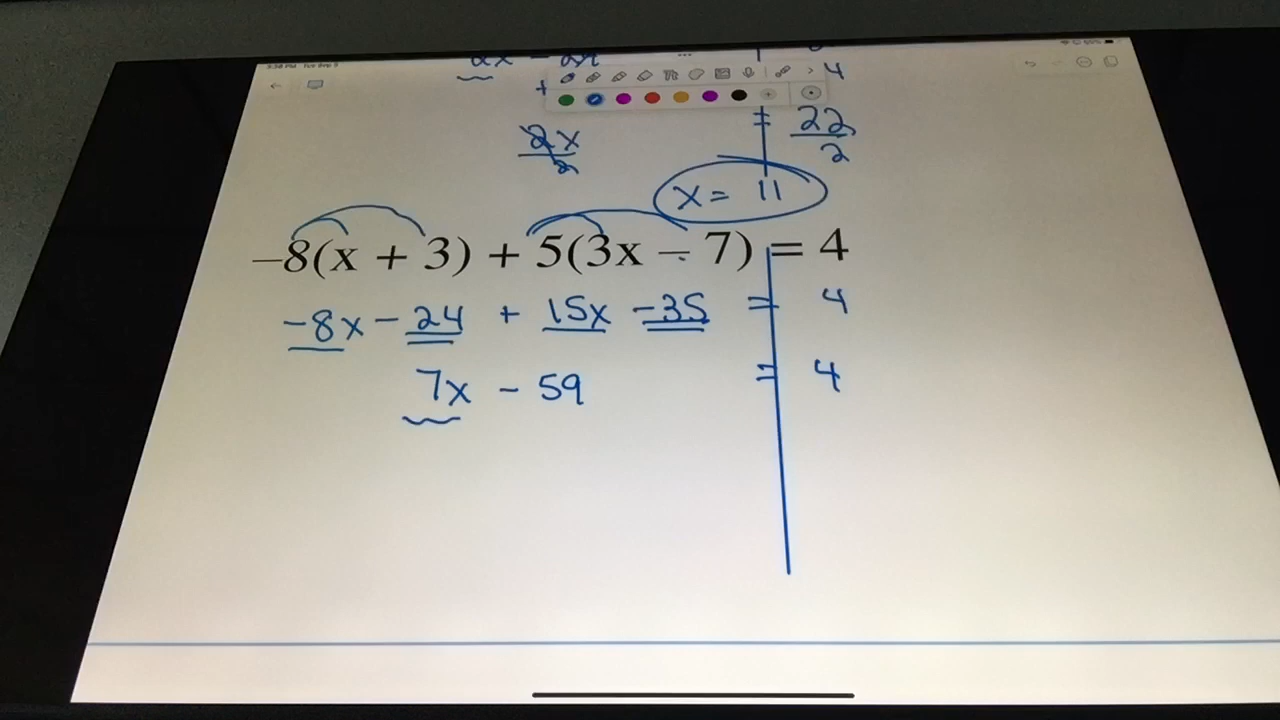 4
2x = 22
2 2
x = 11
–8(x + 3) + 5(3x – 7) = 4
-8x - 24 + 15x - 35 = 4
7x - 59 = 4